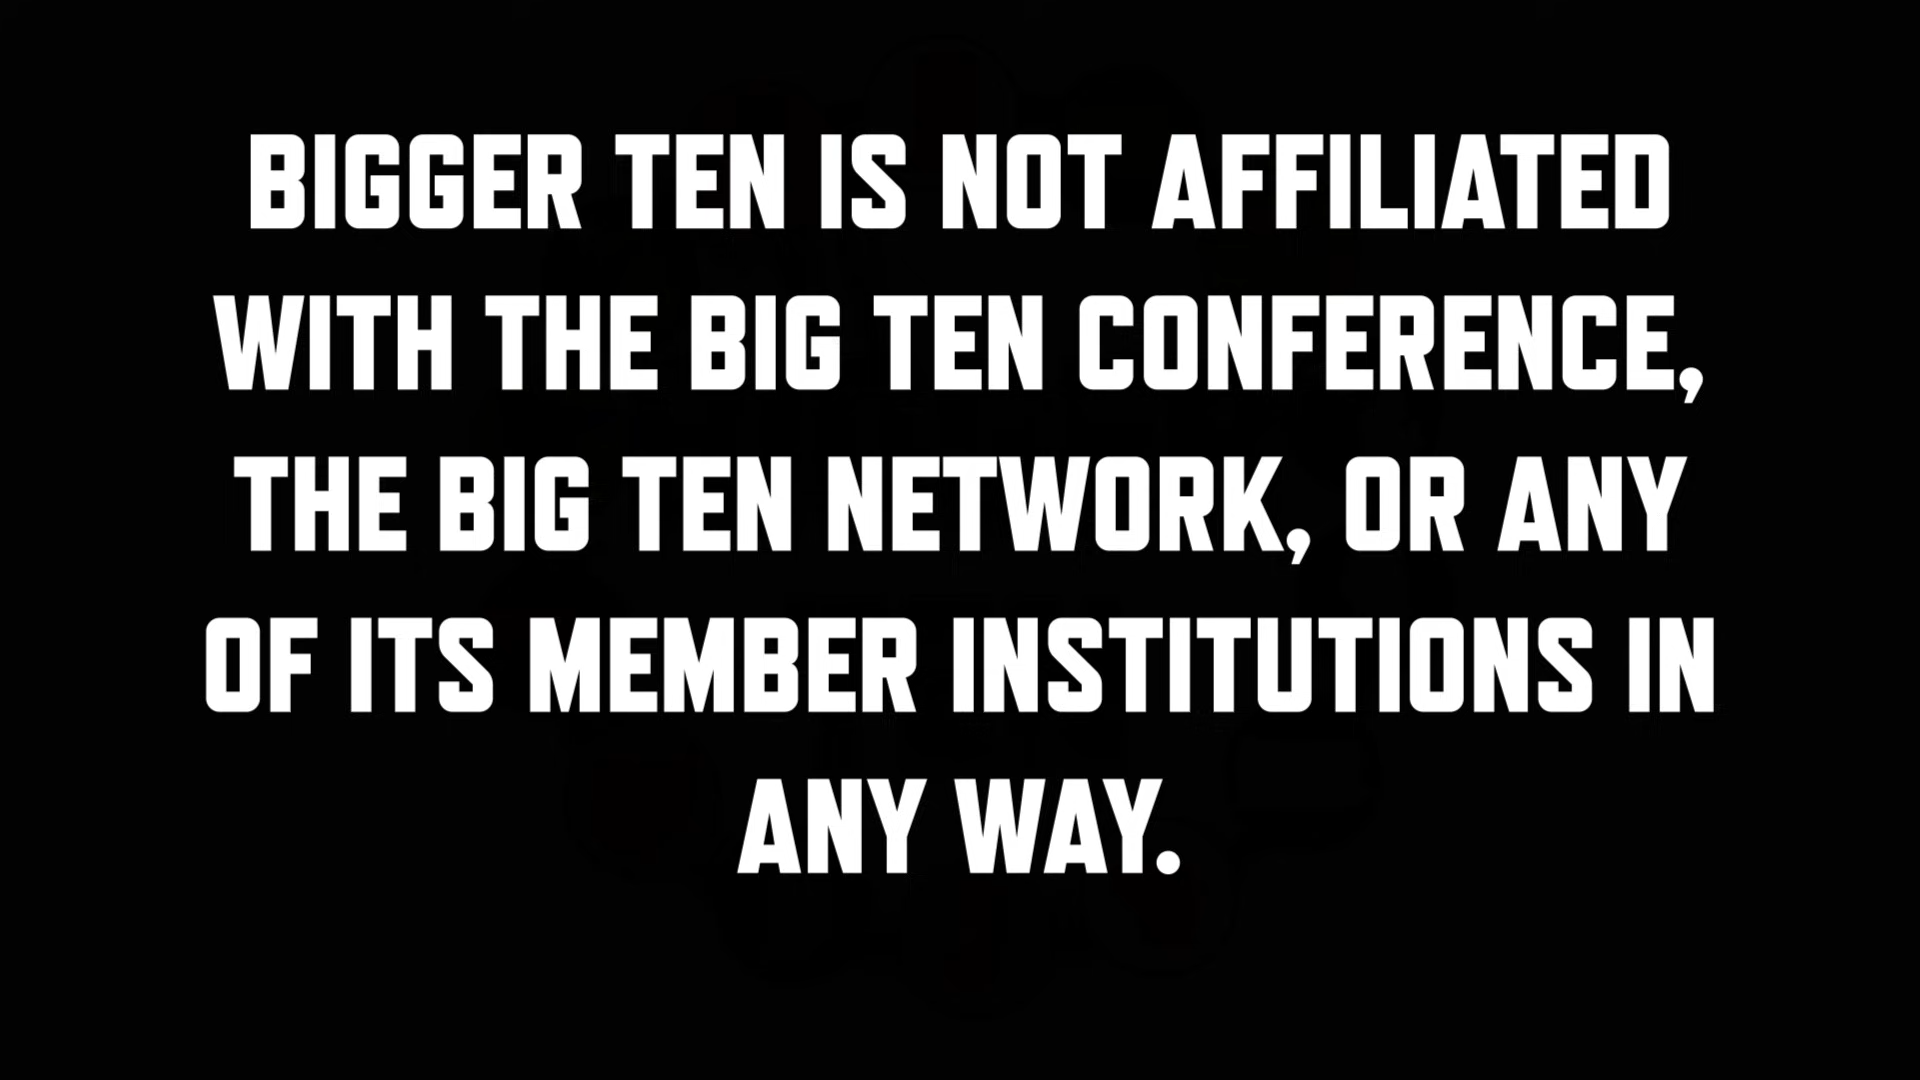 BIGGER TEN IS NOT AFFILIATED
WITH THE BIG TEN CONFERENCE,
THE BIG TEN NETWORK, OR ANY
OF ITS MEMBER INSTITUTIONS IN
ANY WAY.